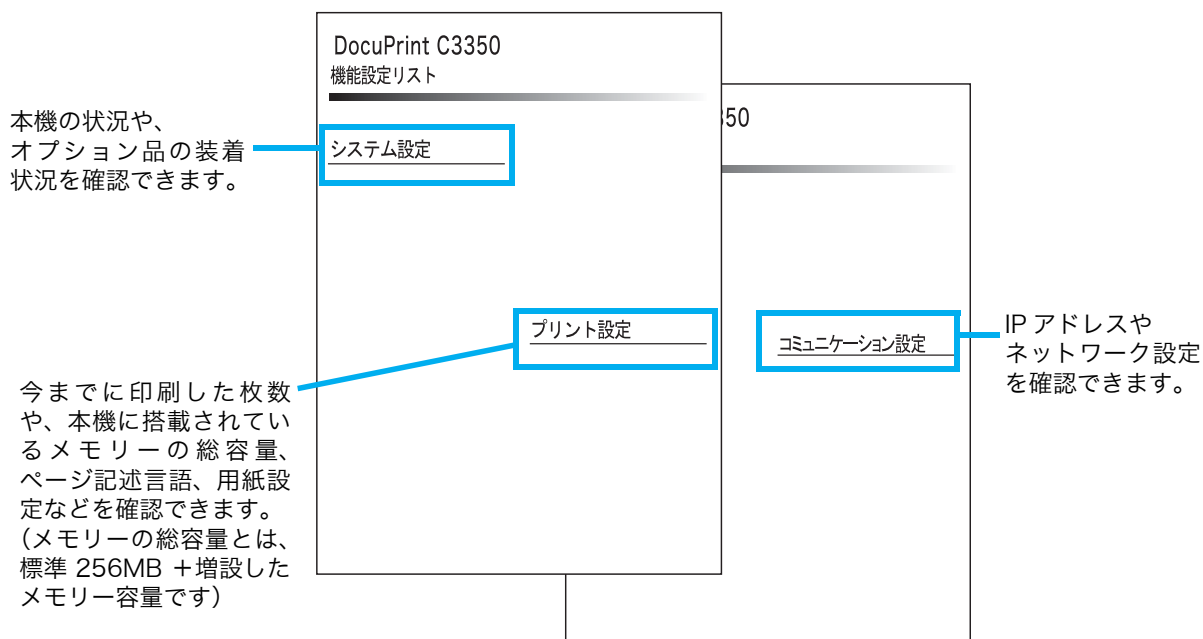 DocuPrint C3350
機能設定リスト
350
本機の状況や、
オプション品の装着
状況を確認できます。
システム設定
プリント設定
コミュニケーション設定
IP アドレスや
ネットワーク設定
を確認できます。
今までに印刷した枚数
や、本機に搭載されてい
るメモリーの総容量、
ページ記述言語、用紙設
定などを確認できます。
(メモリーの総容量とは、
標準 256MB +増設した
メモリー容量です)